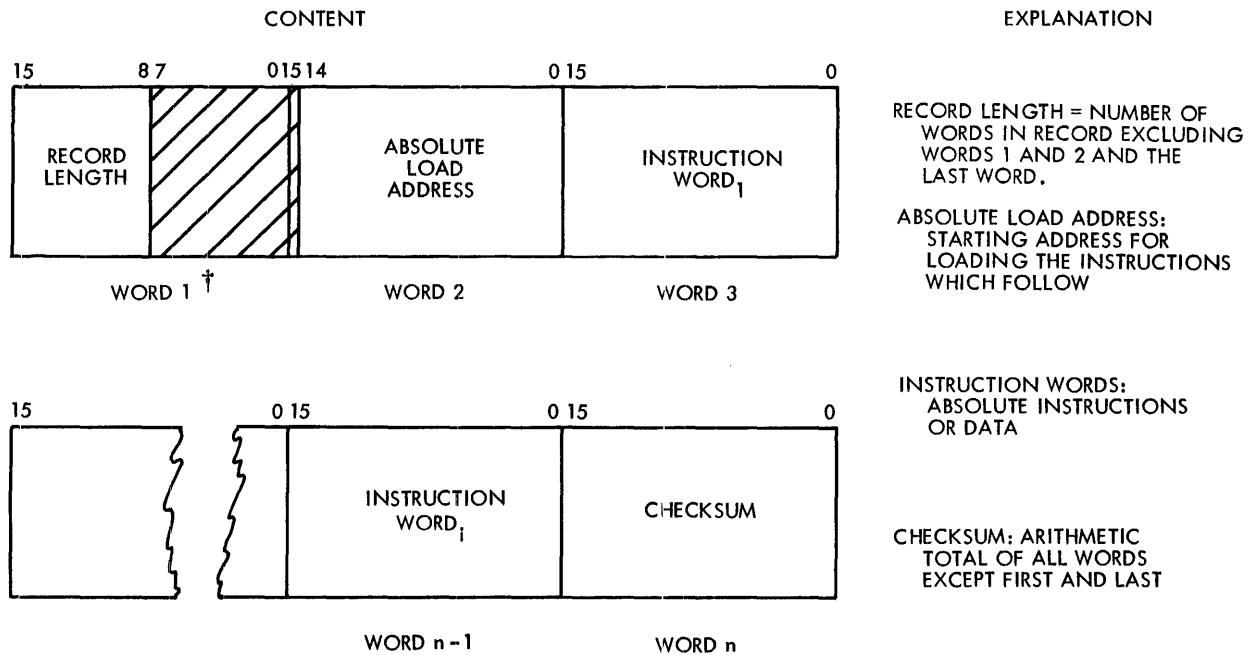 CONTENT
EXPLANATION
15 8 7 0 15 14 0 15 0
RECORD
LENGTH
ABSOLUTE
LOAD
ADDRESS
INSTRUCTION
WORD1
WORD 1 †
WORD 2
WORD 3
RECORD LENGTH = NUMBER OF
WORDS IN RECORD EXCLUDING
WORDS 1 AND 2 AND THE
LAST WORD.
ABSOLUTE LOAD ADDRESS:
STARTING ADDRESS FOR
LOADING THE INSTRUCTIONS
WHICH FOLLOW
15 0 15 0 15 0
INSTRUCTION
WORDi
CHECKSUM
WORD n-1
WORD n
INSTRUCTION WORDS:
ABSOLUTE INSTRUCTIONS
OR DATA
CHECKSUM: ARITHMETIC
TOTAL OF ALL WORDS
EXCEPT FIRST AND LAST